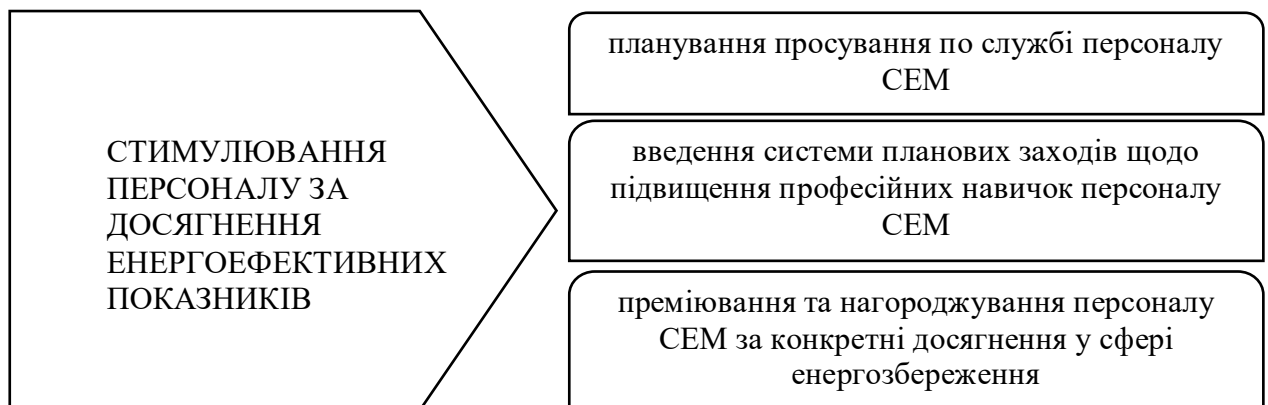 СТИМУЛЮВАННЯ
ПЕРСОНАЛУ ЗА
ДОСЯГНЕННЯ
ЕНЕРГОЕФЕКТИВНИХ
ПОКАЗНИКІВ
планування просування по службі персоналу
СЕМ
введення системи планових заходів щодо
підвищення професійних навичок персоналу
СЕМ
преміювання та нагороджування персоналу
СЕМ за конкретні досягнення у сфері
енергозбереження